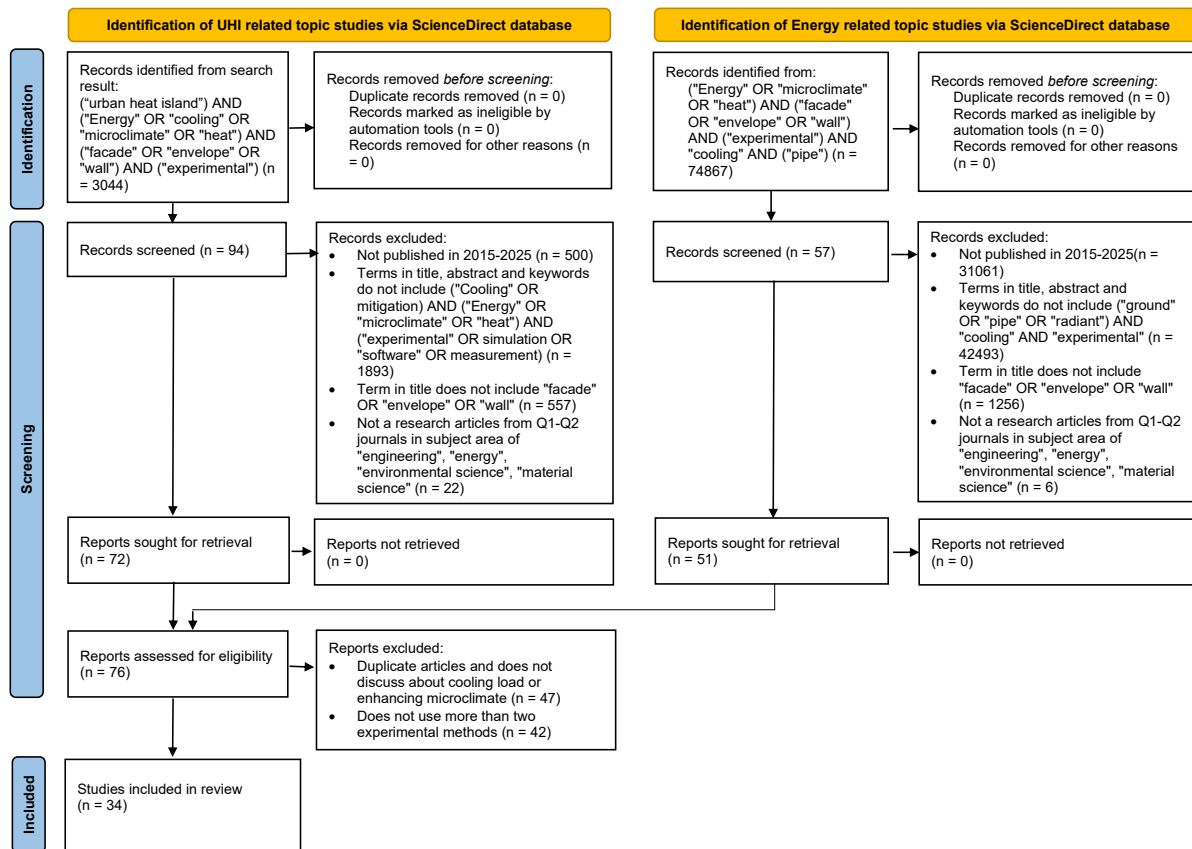 Identification of UHI related topic studies via ScienceDirect database
Identification of Energy related topic studies via ScienceDirect database
Identification
Records identified from search
result:
(“urban heat island”) AND
("Energy" OR "cooling" OR
"microclimate" OR "heat") AND
("facade" OR "envelope" OR
"wall") AND ("experimental") (n
= 3044)
Records removed before screening:
Duplicate records removed (n = 0)
Records marked as ineligible by
automation tools (n = 0)
Records removed for other reasons (n
= 0)
Records identified from:
("Energy" OR "microclimate"
OR "heat") AND ("facade"
OR "envelope" OR "wall")
AND ("experimental") AND
"cooling" AND ("pipe") (n =
74867)
Records removed before screening:
Duplicate records removed (n = 0)
Records marked as ineligible by
automation tools (n = 0)
Records removed for other reasons
(n = 0)
Screening
Records screened (n = 94)
Records excluded:
• Not published in 2015-2025 (n = 500)
• Terms in title, abstract and keywords
do not include ("Cooling" OR
mitigation) AND ("Energy" OR
"microclimate" OR "heat") AND
("experimental" OR simulation OR
"software" OR measurement) (n =
1893)
• Term in title does not include "facade"
OR "envelope" OR "wall" (n = 557)
• Not a research articles from Q1-Q2
journals in subject area of
"engineering", "energy",
"environmental science", "material
science" (n = 22)
Records screened (n = 57)
Records excluded:
• Not published in 2015-2025(n =
31061)
• Terms in title, abstract and
keywords do not include ("ground"
OR "pipe OR "radiant") AND
"cooling" AND "experimental" (n =
42493)
• Term in title does not include
"facade" OR "envelope" OR "wall"
(n = 1256)
• Not a research articles from Q1-Q2
journals in subject area of
"engineering", "energy",
"environmental science", "material
science" (n = 6)
Reports sought for retrieval
(n = 72)
Reports not retrieved
(n = 0)
Reports sought for retrieval
(n = 51)
Reports not retrieved
(n = 0)
Reports assessed for eligibility
(n = 76)
Reports excluded:
• Duplicate articles and does not
discuss about cooling load or
enhancing microclimate (n = 47)
• Does not use more than two
experimental methods (n = 42)
Included
Studies included in review
(n = 34)